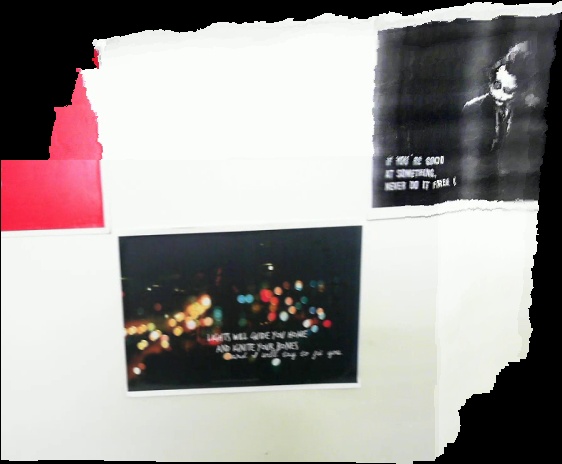 IF YOU'RE GOOD
AT SOMETHING,
NEVER DO IT FREE
LIGHTS WILL GUIDE YOU HOME
AND IGNITE YOUR BONES
and I will try to fix you